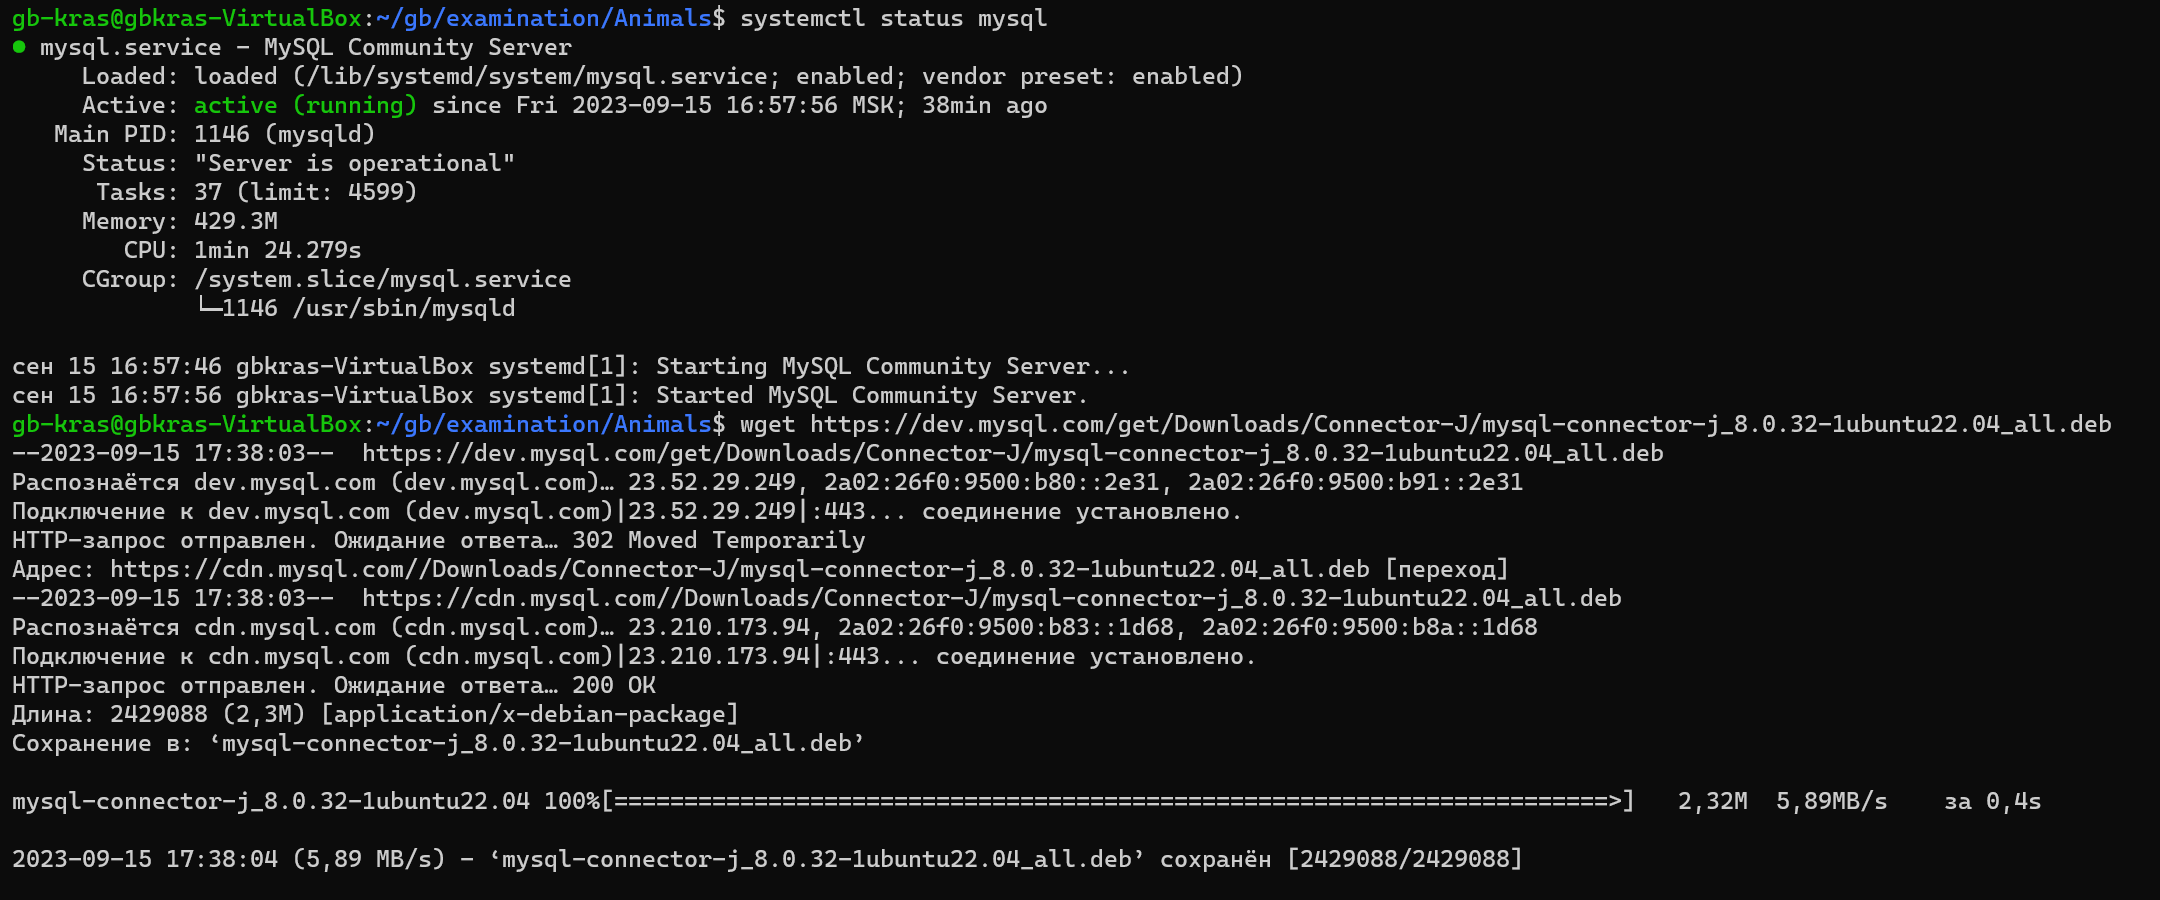 gb-kras@gbkras-VirtualBox:~/gb/examination/Animals$ systemctl status mysql
● mysql.service - MySQL Community Server
     Loaded: loaded (/lib/systemd/system/mysql.service; enabled; vendor preset: enabled)
     Active: active (running) since Fri 2023-09-15 16:57:56 MSK; 38min ago
   Main PID: 1146 (mysqld)
     Status: "Server is operational"
      Tasks: 37 (limit: 4599)
     Memory: 429.3M
        CPU: 1min 24.279s
     CGroup: /system.slice/mysql.service
             └─1146 /usr/sbin/mysqld

сен 15 16:57:46 gbkras-VirtualBox systemd[1]: Starting MySQL Community Server...
сен 15 16:57:56 gbkras-VirtualBox systemd[1]: Started MySQL Community Server.
gb-kras@gbkras-VirtualBox:~/gb/examination/Animals$ wget https://dev.mysql.com/get/Downloads/Connector-J/mysql-connector-j_8.0.32-1ubuntu22.04_all.deb
--2023-09-15 17:38:03--  https://dev.mysql.com/get/Downloads/Connector-J/mysql-connector-j_8.0.32-1ubuntu22.04_all.deb
Распознаётся dev.mysql.com (dev.mysql.com)… 23.52.29.249, 2a02:26f0:9500:b80::2e31, 2a02:26f0:9500:b91::2e31
Подключение к dev.mysql.com (dev.mysql.com)|23.52.29.249|:443... соединение установлено.
HTTP-запрос отправлен. Ожидание ответа… 302 Moved Temporarily
Адрес: https://cdn.mysql.com//Downloads/Connector-J/mysql-connector-j_8.0.32-1ubuntu22.04_all.deb [переход]
--2023-09-15 17:38:03--  https://cdn.mysql.com//Downloads/Connector-J/mysql-connector-j_8.0.32-1ubuntu22.04_all.deb
Распознаётся cdn.mysql.com (cdn.mysql.com)… 23.210.173.94, 2a02:26f0:9500:b83::1d68, 2a02:26f0:9500:b8a::1d68
Подключение к cdn.mysql.com (cdn.mysql.com)|23.210.173.94|:443... соединение установлено.
HTTP-запрос отправлен. Ожидание ответа… 200 OK
Длина: 2429088 (2,3M) [application/x-debian-package]
Сохранение в: ‘mysql-connector-j_8.0.32-1ubuntu22.04_all.deb’

mysql-connector-j_8.0.32-1ubuntu22.04 100%[=======================================================================>]   2,32M  5,89MB/s    за 0,4s

2023-09-15 17:38:04 (5,89 MB/s) - ‘mysql-connector-j_8.0.32-1ubuntu22.04_all.deb’ сохранён [2429088/2429088]